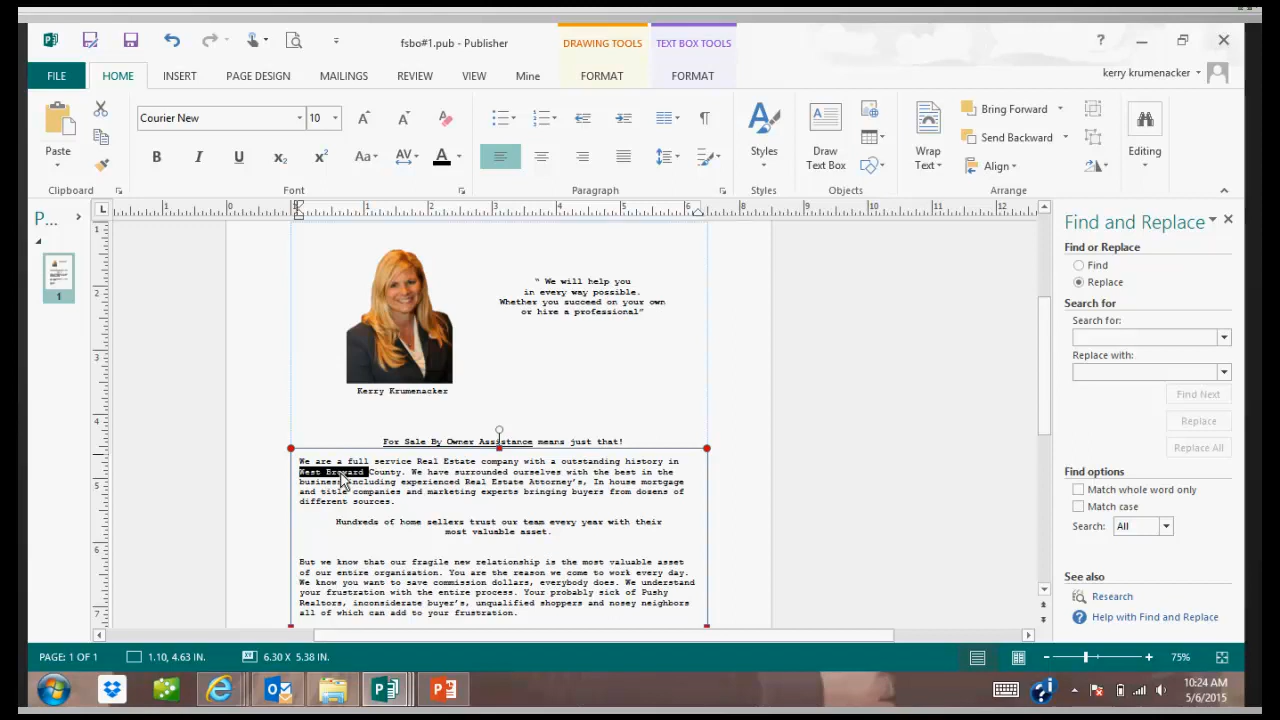 fsbo#1.pub - Publisher
DRAWING TOOLS
TEXT BOX TOOLS
?
FILE
HOME
INSERT
PAGE DESIGN
MAILINGS
REVIEW
VIEW
Mine
FORMAT
FORMAT
kerry krumenacker
Paste
Courier New
10
Styles
Draw
Text Box
Wrap
Text
Bring Forward
Send Backward
Align
Editing
Clipboard
Font
Paragraph
Styles
Objects
Arrange
P...
1
" We will help you
in every way possible.
Whether you succeed on your own
or hire a professional"
Kerry Krumenacker
For Sale By Owner Assistance means just that!
We are a full service Real Estate company with a outstanding history in
West Broward County. We have surrounded ourselves with the best in the
business including experienced Real Estate Attorney's, In house mortgage
and title companies and marketing experts bringing buyers from dozens of
different sources.
Hundreds of home sellers trust our team every year with their
most valuable asset.
But we know that our fragile new relationship is the most valuable asset
of our entire organization. You are the reason we come to work every day.
We know you want to save commission dollars, everybody does. We understand
your frustration with the entire process. Your probably sick of Pushy
Realtors, inconsiderate buyer's, unqualified shoppers and nosey neighbors
all of which can add to your frustration.
Find and Replace
Find or Replace
Find
Replace
Search for
Search for:
Replace with:
Find Next
Replace
Replace All
Find options
Match whole word only
Match case
Search: All
See also
Research
Help with Find and Replace
PAGE: 1 OF 1
1.10, 4.63 IN.
6.30 X 5.38 IN.
75%
10:24 AM
5/6/2015